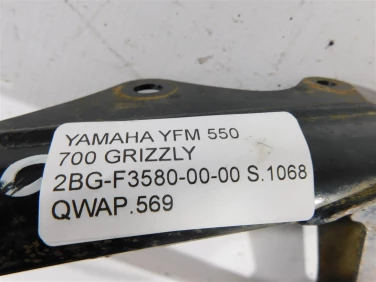 YAMAHA YFM 550
700 GRIZZLY
2BG-F3580-00-00 S.1068
QWAP.569